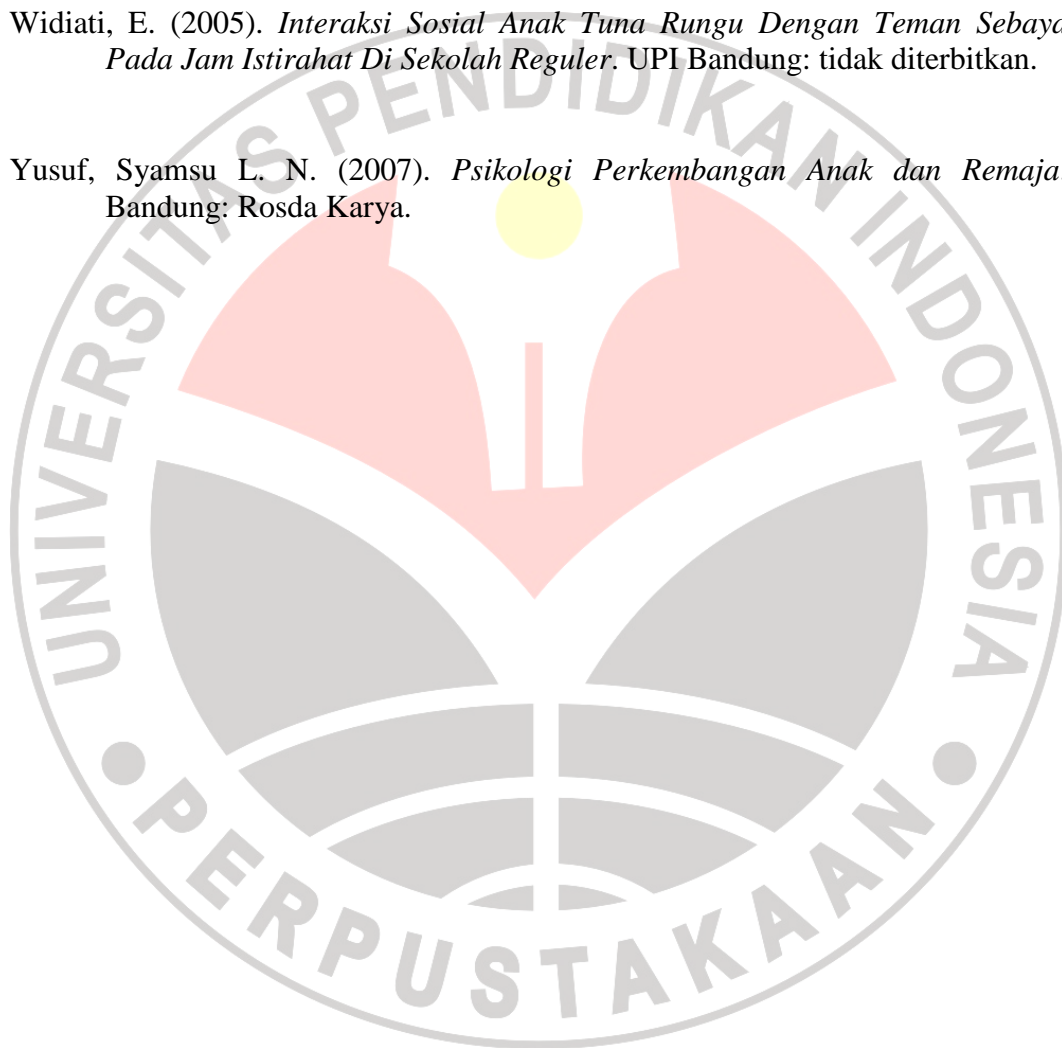 Widiati, E. (2005). Interaksi Sosial Anak Tuna Rungu Dengan Teman Sebaya
Pada Jam Istirahat Di Sekolah Reguler. UPI Bandung: tidak diterbitkan.
Yusuf, Syamsu L. N. (2007). Psikologi Perkembangan Anak dan Remaja.
Bandung: Rosda Karya.
UNIVERSITAS PENDIDIKAN INDONESIA
PERPUSTAKAAN